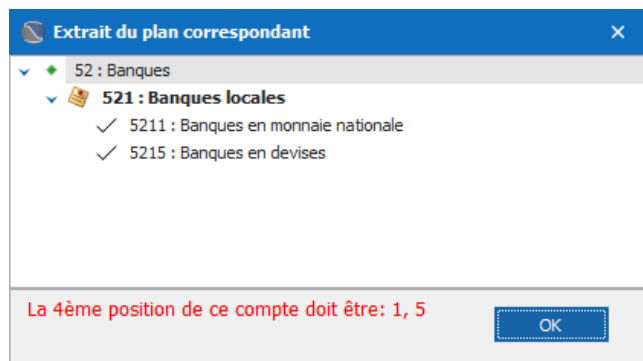 Extrait du plan correspondant
52 : Banques
521 : Banques locales
5211 : Banques en monnaie nationale
5215 : Banques en devises
La 4ème position de ce compte doit être: 1, 5
OK